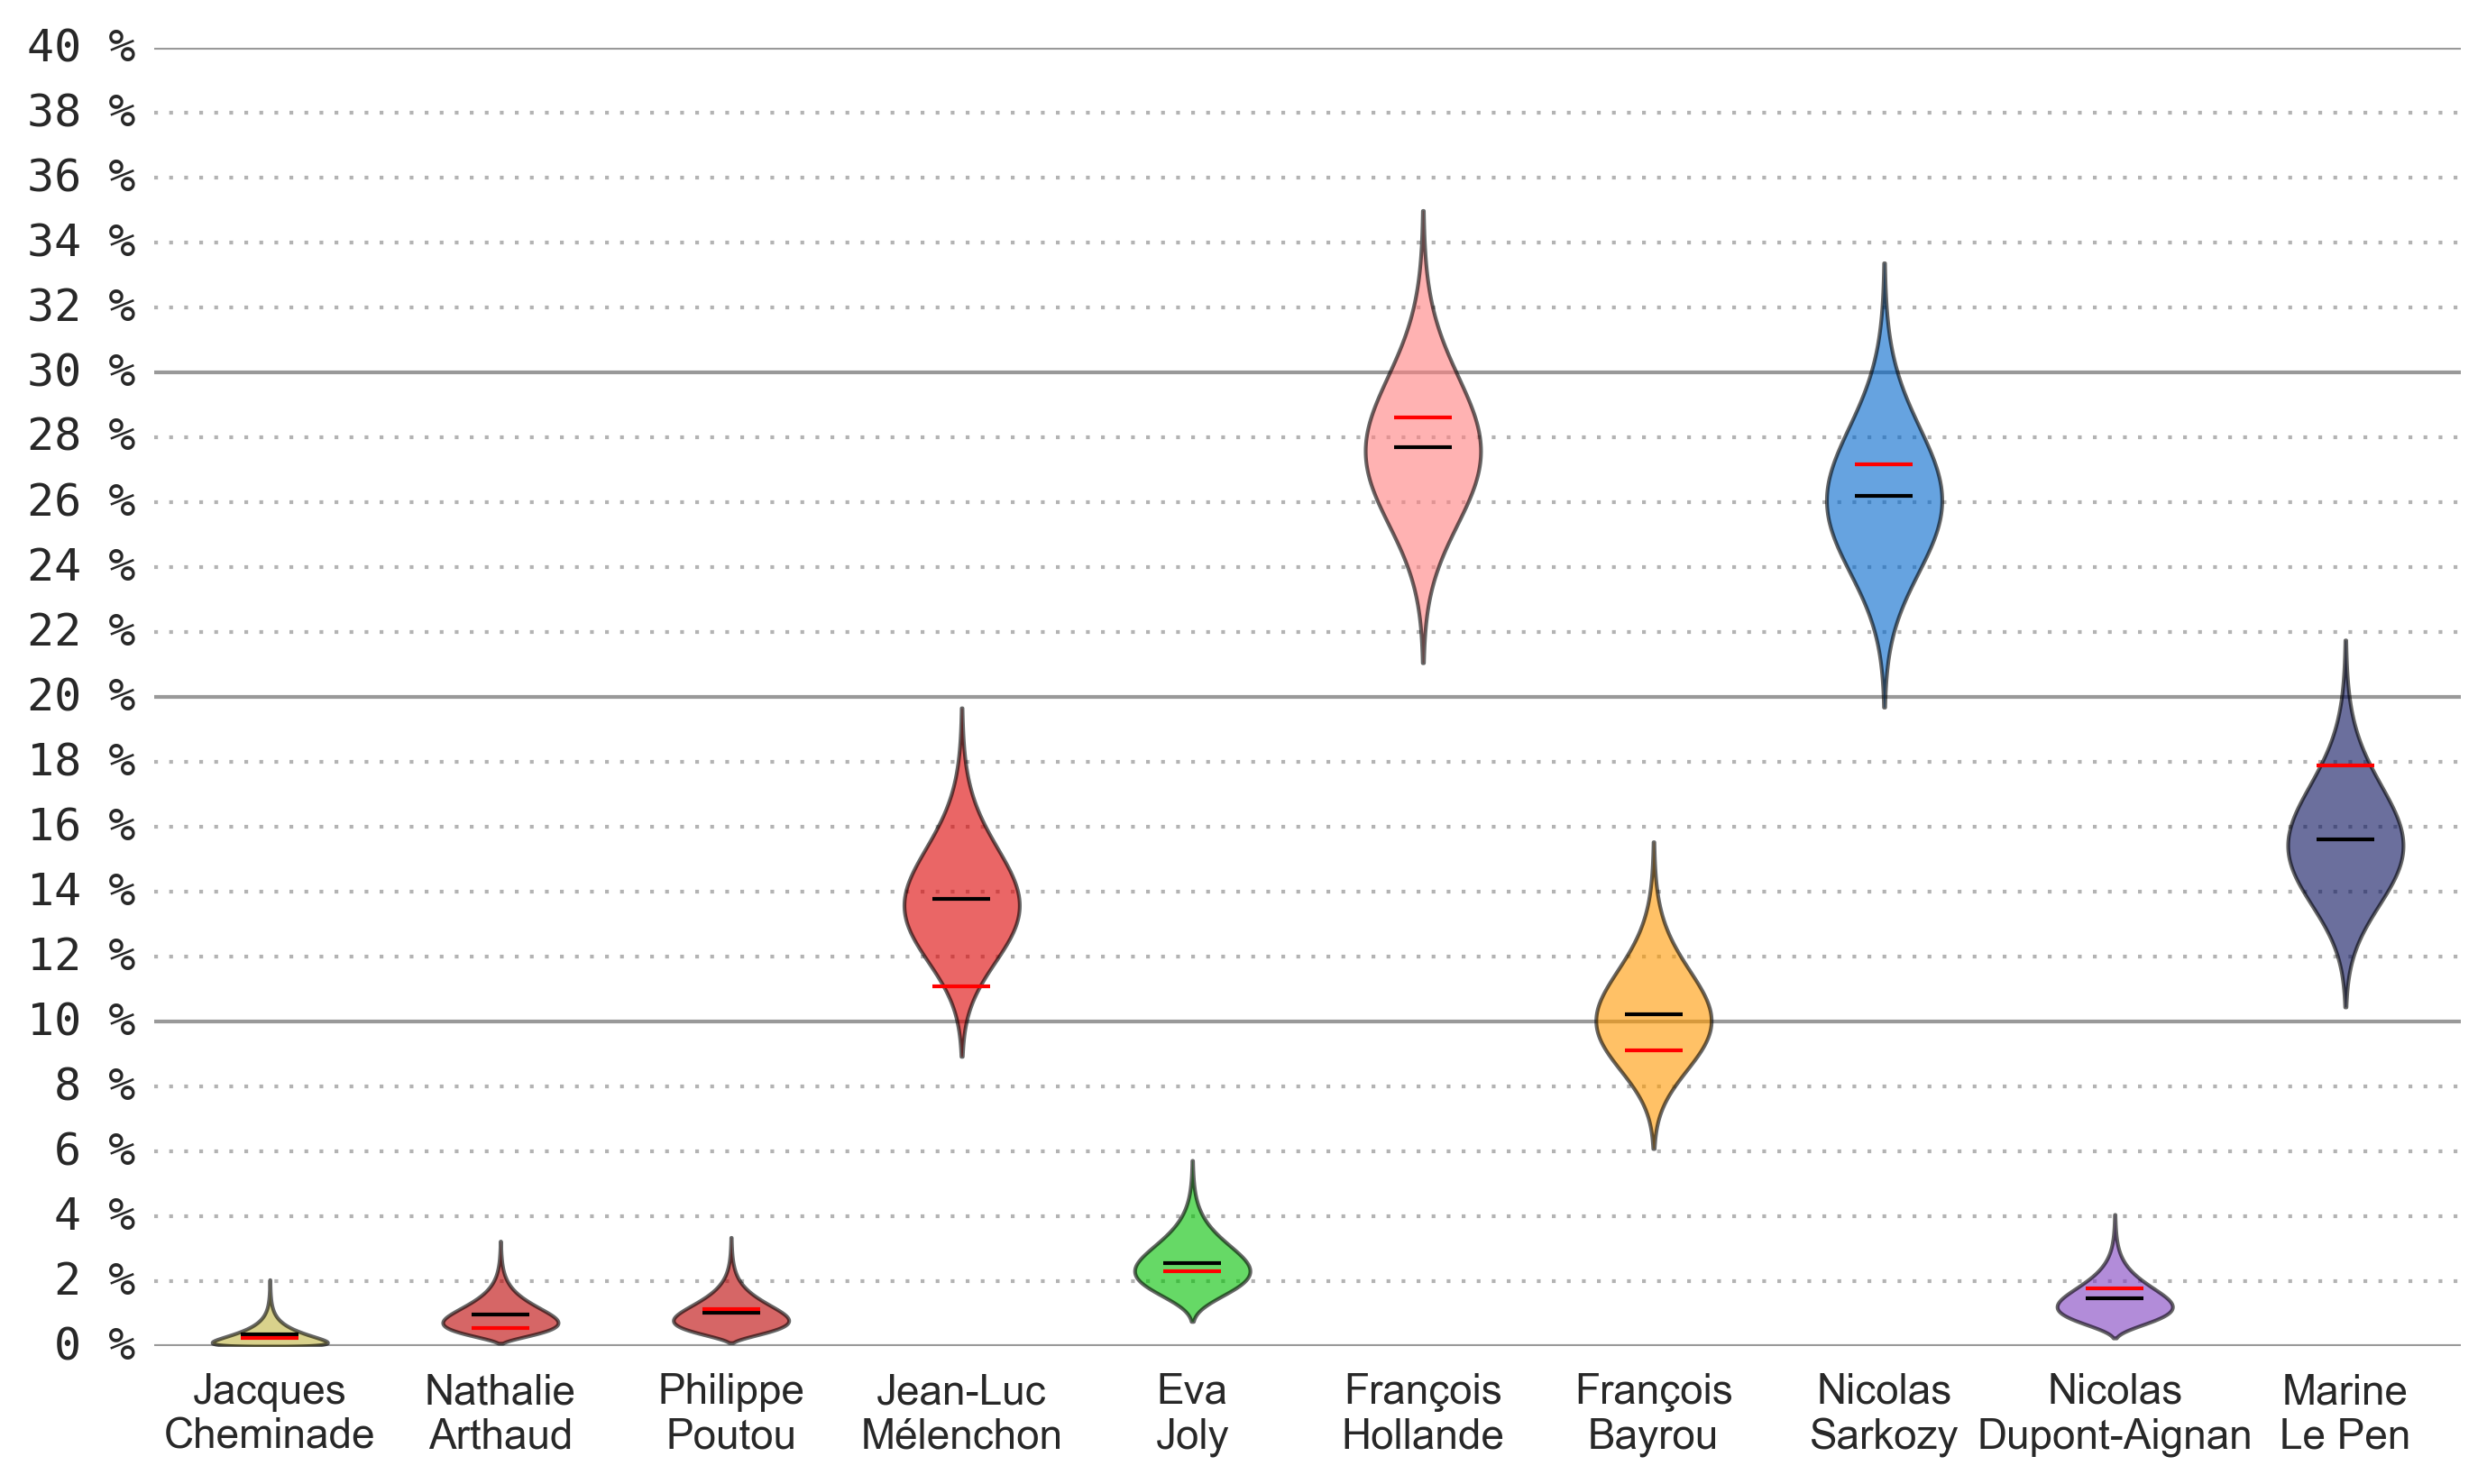 40 %
38 %
36 %
34 %
32 %
30 %
28 %
26 %
24 %
22 %
20 %
18 %
16 %
14 %
12 %
10 %
8 %
6 %
4 %
2 %
0 %
Jacques
Cheminade
Nathalie
Arthaud
Philippe
Poutou
Jean-Luc
Mélenchon
Eva
Joly
François
Hollande
François
Bayrou
Nicolas
Sarkozy
Nicolas
Dupont-Aignan
Marine
Le Pen